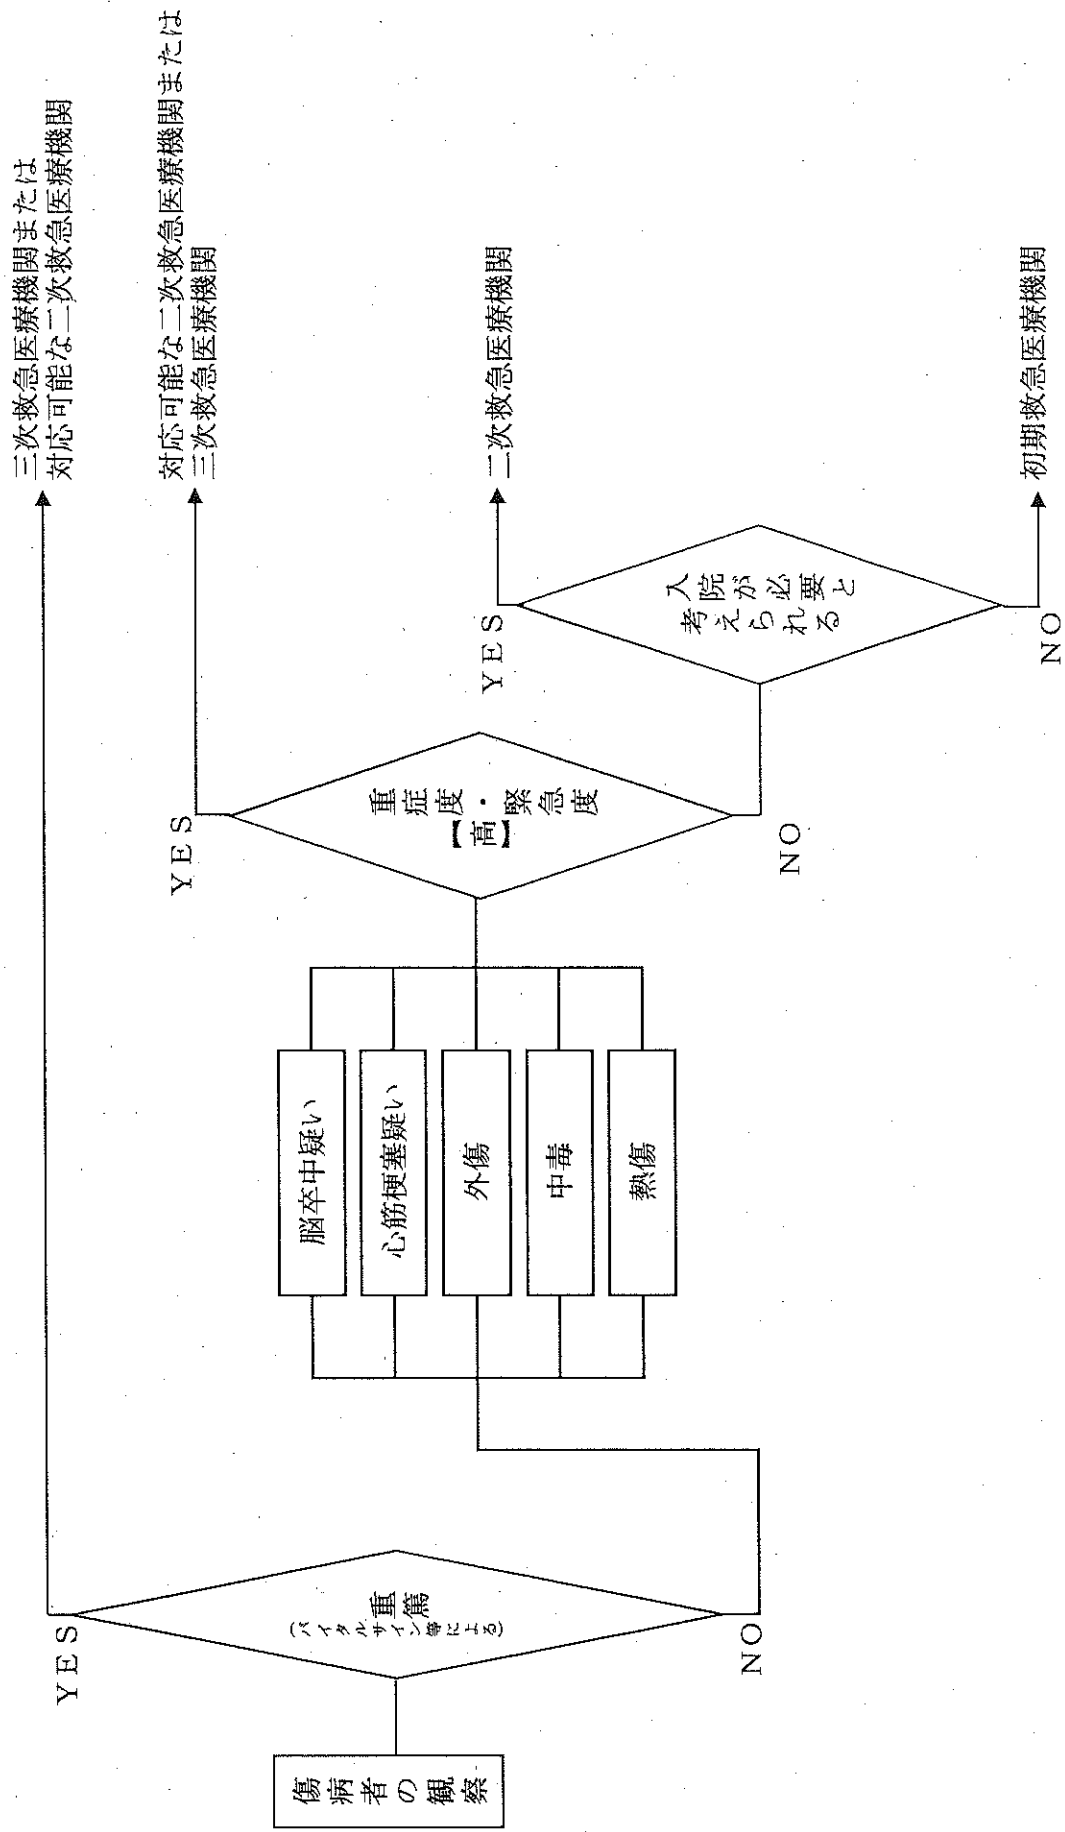 傷病者の観察
YES
重篤
(バイタルサイン等による)
NO
脳卒中疑い
心筋梗塞疑い
外傷
中毒
熱傷
YES
重症度・緊急度
【高】
NO
YES
入院が必要と
考えられる
NO
三次救急医療機関または
対応可能な二次救急医療機関
対応可能な二次救急医療機関または
三次救急医療機関
二次救急医療機関
初期救急医療機関